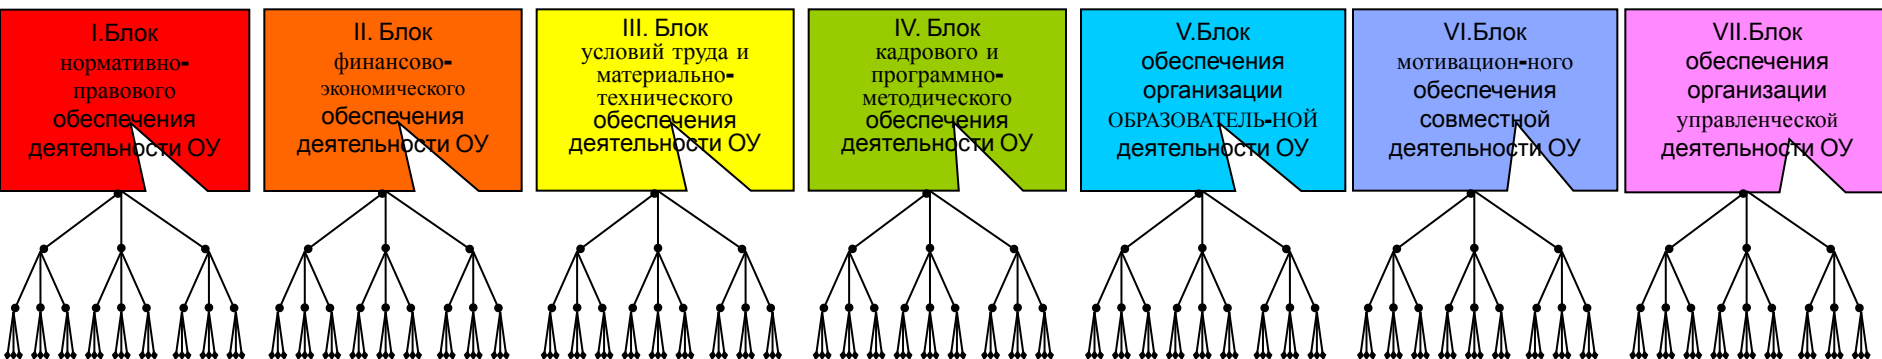 I.Блок
нормативно-
правового
обеспечения
деятельности ОУ
II. Блок
финансово-
экономического
обеспечения
деятельности ОУ
III. Блок
условий труда и
материально-
технического
обеспечения
деятельности ОУ
IV. Блок
кадрового и
программно-
методического
обеспечения
деятельности ОУ
V.Блок
обеспечения
организации
ОБРАЗОВАТЕЛЬ-НОЙ
деятельности ОУ
VI.Блок
мотивацион-ного
обеспечения
совместной
деятельности ОУ
VII.Блок
обеспечения
организации
управленческой
деятельности ОУ